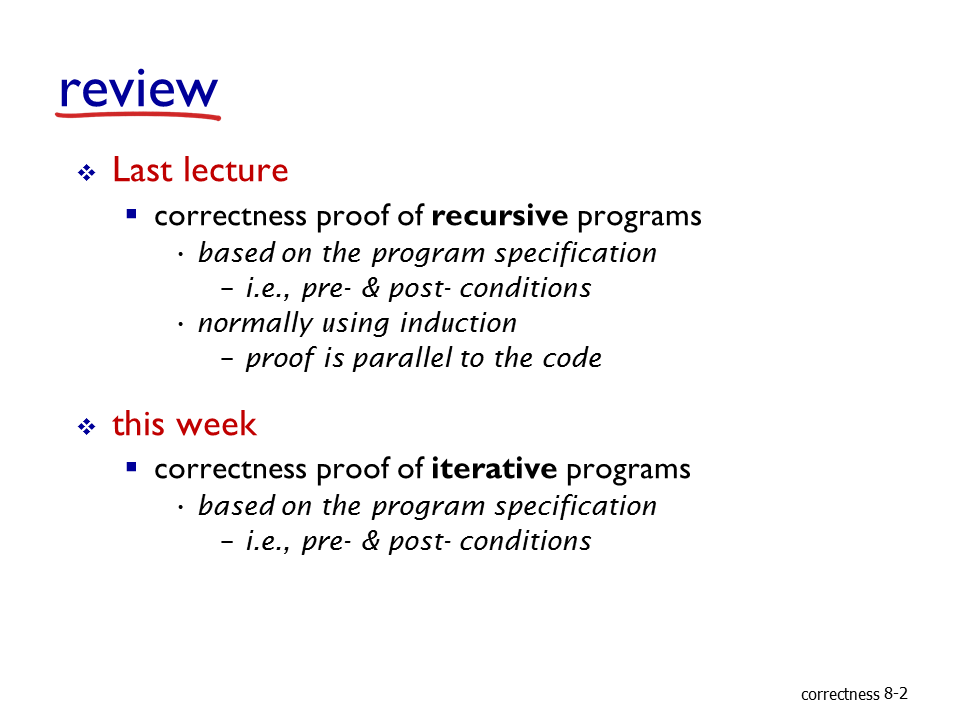 review
Last lecture
correctness proof of recursive programs
based on the program specification
– i.e., pre- & post- conditions
normally using induction
– proof is parallel to the code
this week
correctness proof of iterative programs
based on the program specification
– i.e., pre- & post- conditions
correctness 8-2